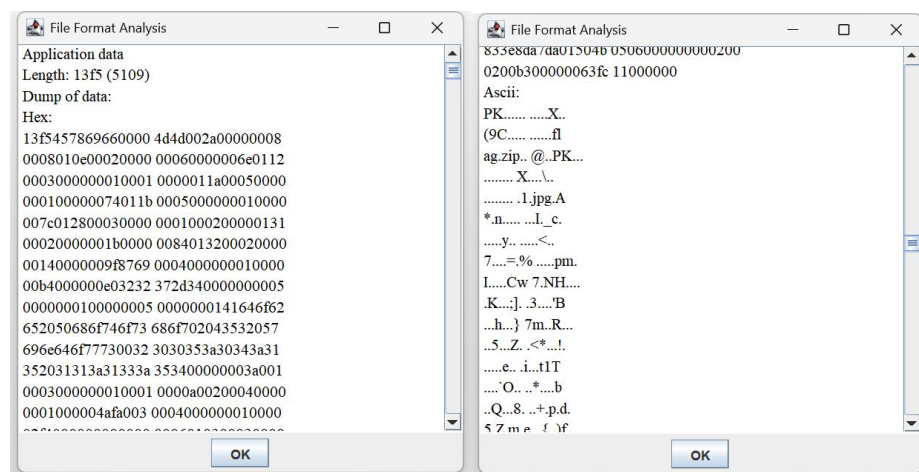 File Format Analysis
Application data
Length: 13f5 (5109)
Dump of data:
Hex:
13f5457869660000 4d4d002a00000008
0008010e00020000 00060000006e0112
0003000000010001 0000011a00050000
000100000074011b 0005000000010000
007c012800030000 0001000200000131
00020000001b0000 0084013200020000
00140000009f8769 0004000000010000
00b4000000e03232 372d340000000005
0000000100000005 0000000141646f62
652050686f746f73 686f702043532057
696e646f77730032 3030353a30343a31
352031313a31333a 353400000003a001
0003000000010001 0000a00200040000
0001000004afa003 0004000000010000
OK
File Format Analysis
833e8da7da01504b 0506000000000200
0200b300000063fc 11000000
Ascii:
PK...... .....X..
(9C..... ......fl
ag.zip.. @..PK...
........ X....\..
........ .1.jpg.A
*.n..... ...I._c.
.....y.. .....<..
7....=.% .....pm.
I.....Cw 7.NH....
.K...;]. .3....'B
...h...} 7m..R...
..5...Z. .<*...!.
.....e.. .i...t1T
....`O.. ..*....b
..Q...8. ..+.p.d.
OK